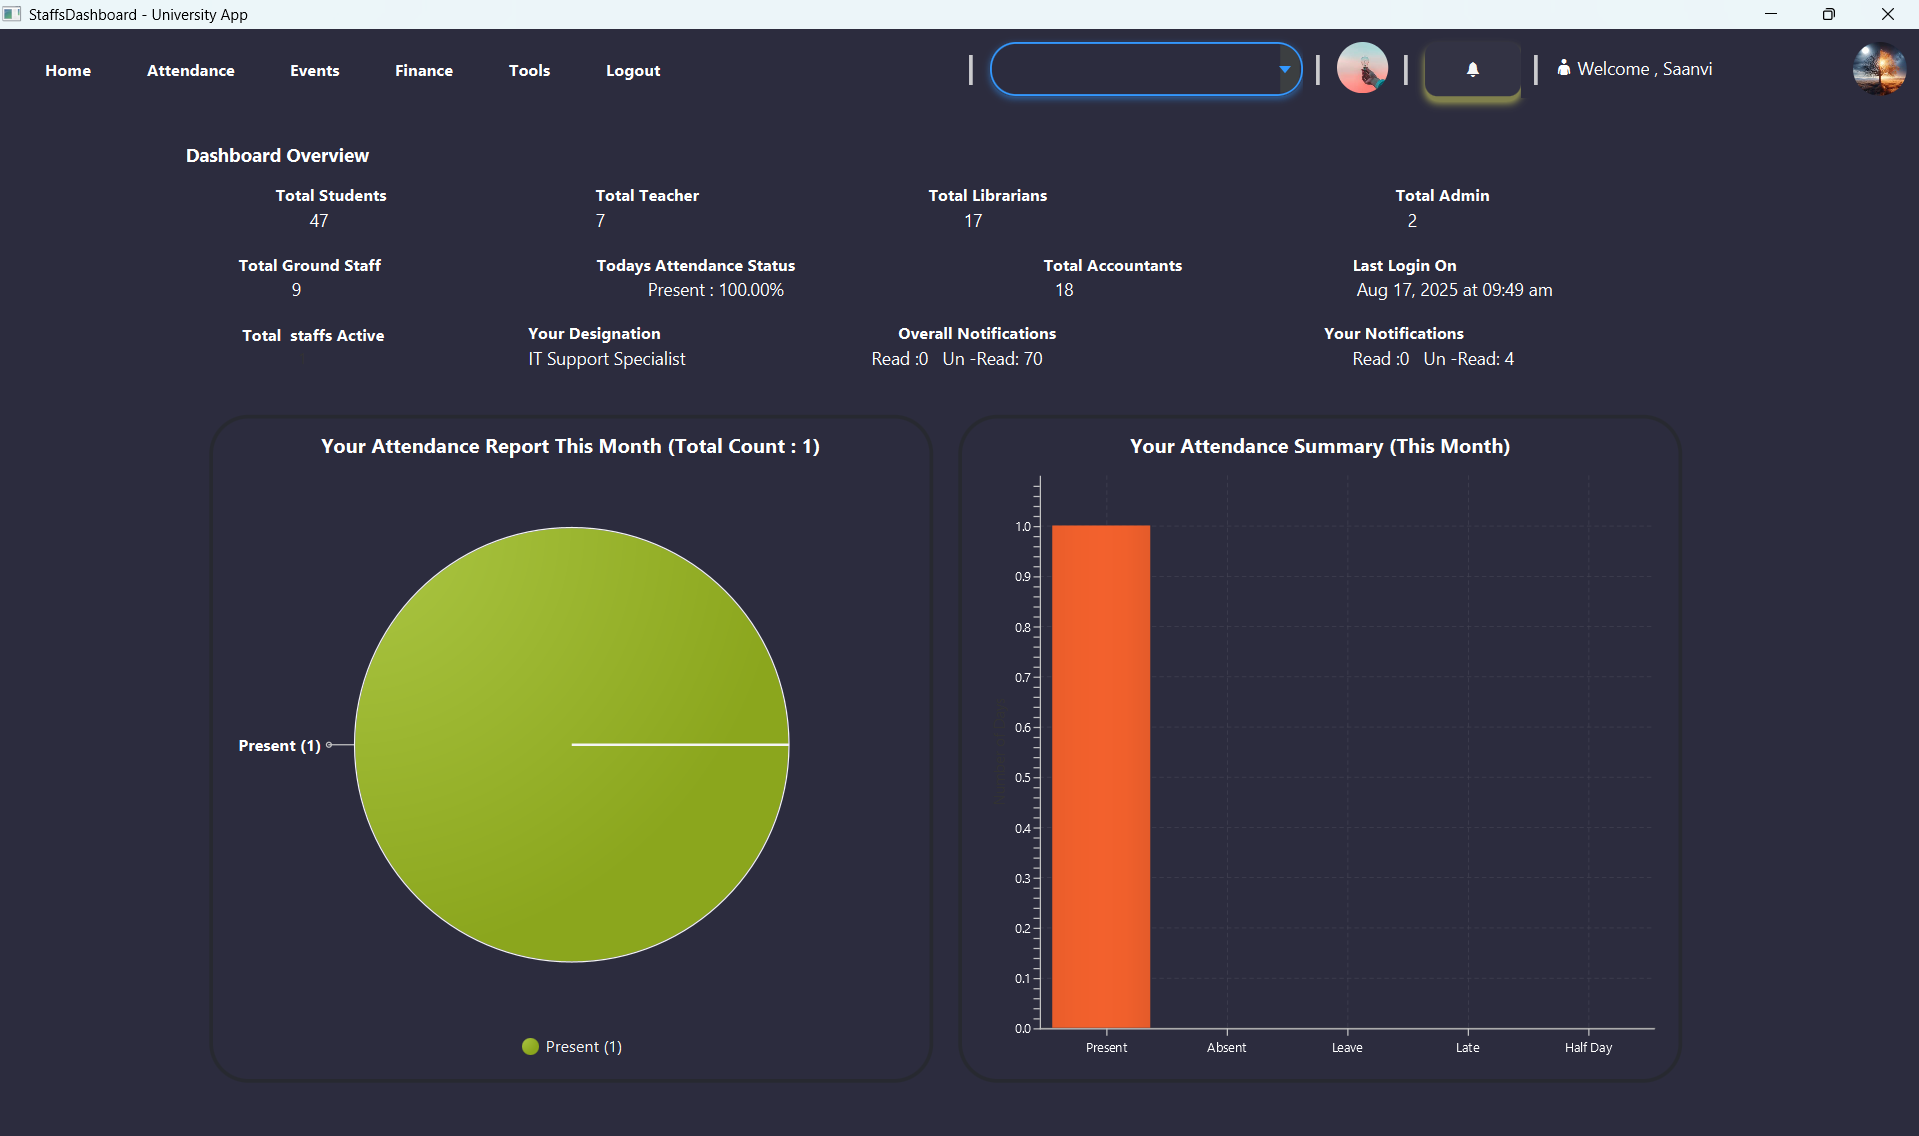 StaffsDashboard - University App
Home Attendance Events Finance Tools Logout
Welcome , Saanvi
Dashboard Overview
Total Students Total Teacher Total Librarians Total Admin
47 7 17 2
Total Ground Staff Todays Attendance Status Total Accountants Last Login On
9 Present : 100.00% 18 Aug 17, 2025 at 09:49 am
Total staffs Active Your Designation Overall Notifications Your Notifications
IT Support Specialist Read :0 Un -Read: 70 Read :0 Un -Read: 4
Your Attendance Report This Month (Total Count : 1)
Present (1)
Present (1)
Your Attendance Summary (This Month)
1.0
0.9
0.8
0.7
0.6
0.5
0.4
0.3
0.2
0.1
0.0
Present Absent Leave Late Half Day